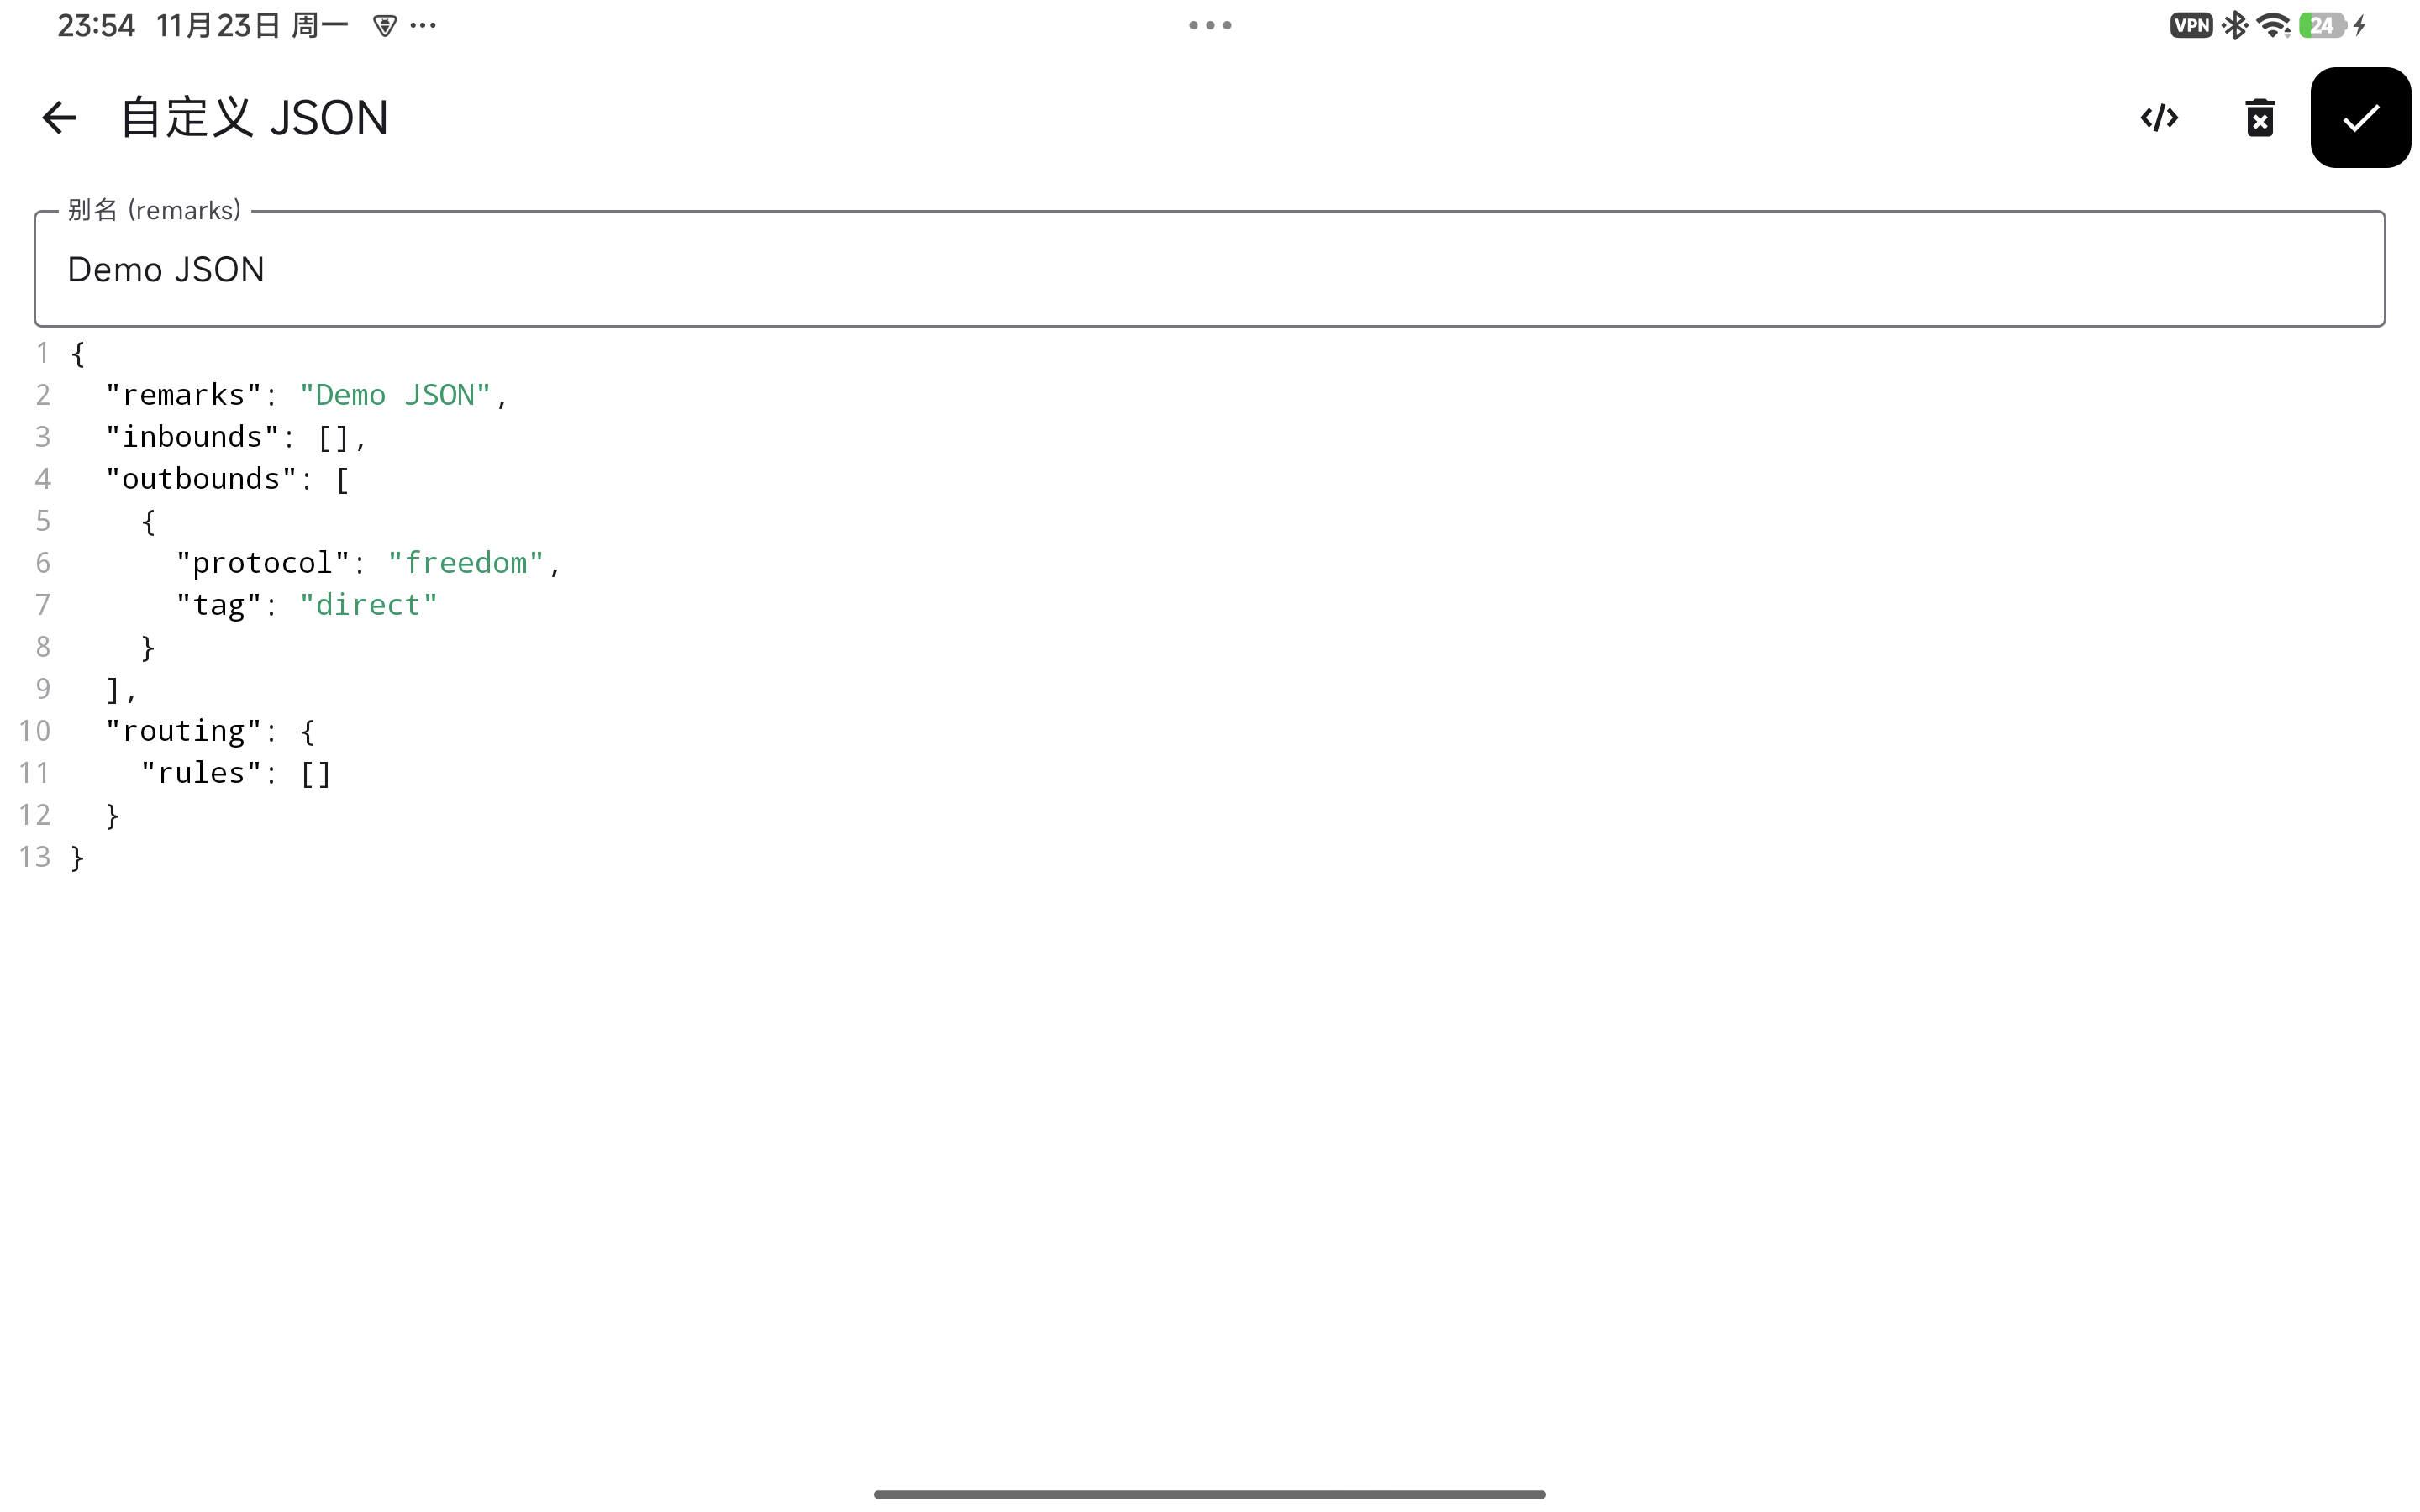 23:54 11月23日 周一
VPN 24
自定义 JSON
别名 (remarks)
Demo JSON
1 {
2   "remarks": "Demo JSON",
3   "inbounds": [],
4   "outbounds": [
5     {
6       "protocol": "freedom",
7       "tag": "direct"
8     }
9   ],
10   "routing": {
11     "rules": []
12   }
13 }